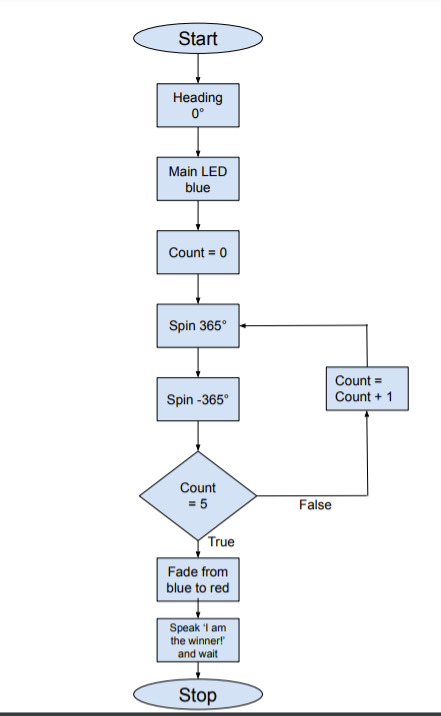 Start
Heading
0°
Main LED
blue
Count = 0
Spin 365°
Spin -365°
Count =
Count + 1
Count
= 5
False
True
Fade from
blue to red
Speak 'I am
the winner!'
and wait
Stop